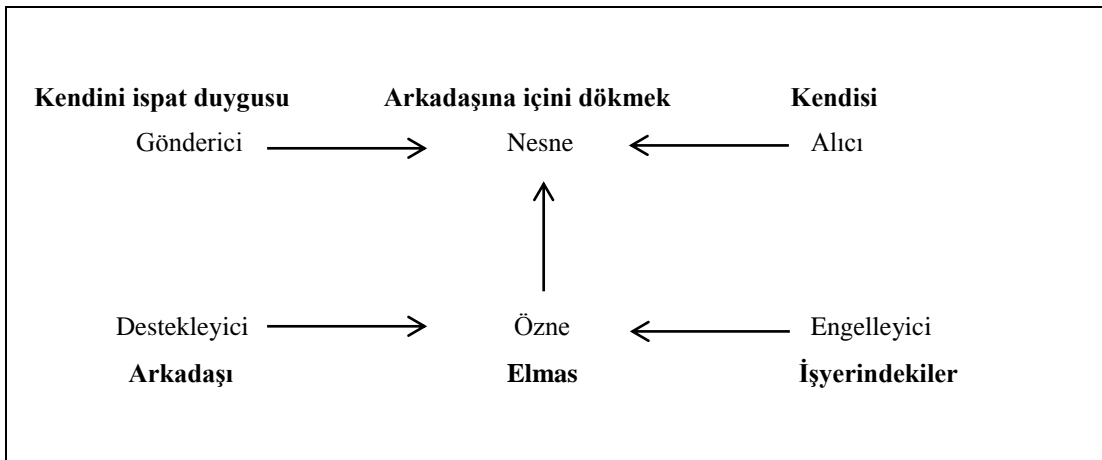 Kendini ispat duygusu Arkadaşına içini dökmek Kendisi
Gönderici Nesne Alıcı
Destekleyici Özne Engelleyici
Arkadaşı Elmas İşyerindekiler